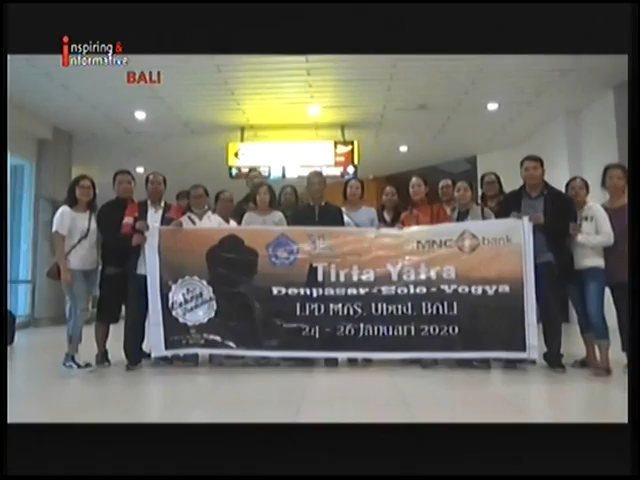 inspiring &
informative
BALI
MNC bank
Tirta Yatra
Denpasar - Solo - Yogya
LPD MAS, Ubud, BALI
24 - 26 Januari 2020